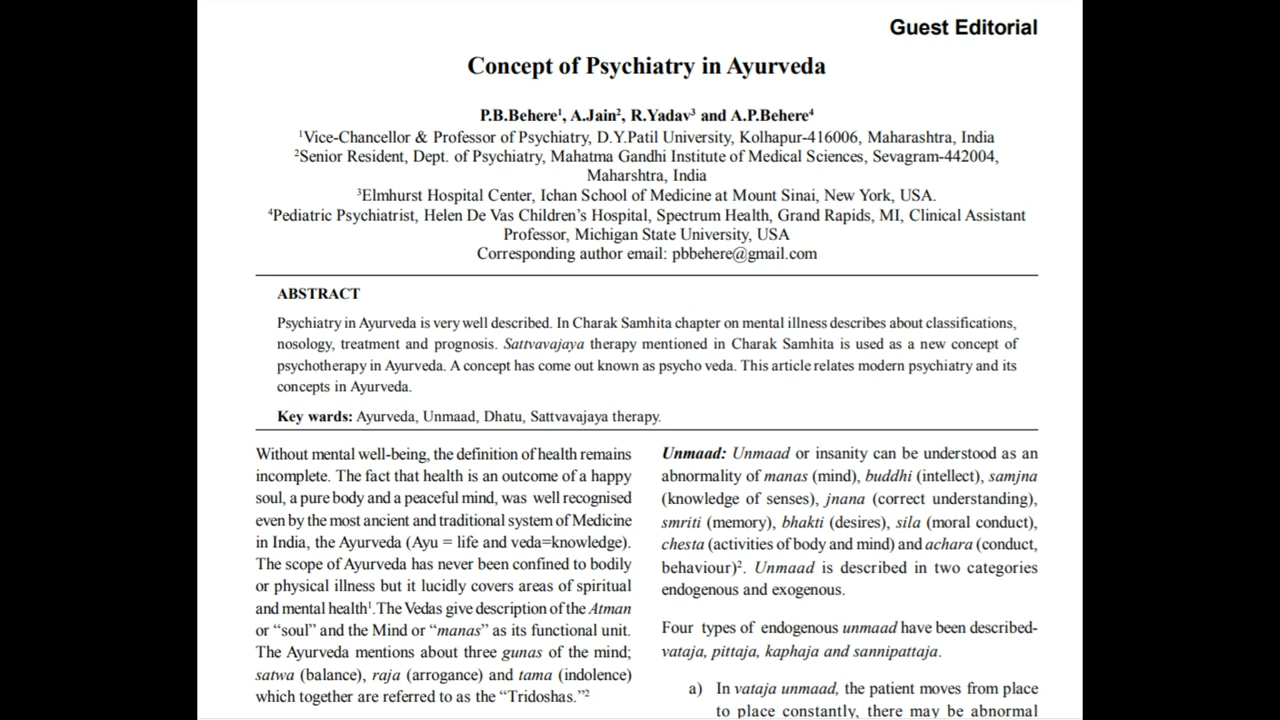 Guest Editorial
Concept of Psychiatry in Ayurveda
P.B.Behere¹, A.Jain², R.Yadav³ and A.P.Behere⁴
¹Vice-Chancellor & Professor of Psychiatry, D.Y.Patil University, Kolhapur-416006, Maharashtra, India
²Senior Resident, Dept. of Psychiatry, Mahatma Gandhi Institute of Medical Sciences, Sevagram-442004,
Maharshtra, India
³Elmhurst Hospital Center, Ichan School of Medicine at Mount Sinai, New York, USA.
⁴Pediatric Psychiatrist, Helen De Vas Children’s Hospital, Spectrum Health, Grand Rapids, MI, Clinical Assistant
Professor, Michigan State University, USA
Corresponding author email: pbbehere@gmail.com
ABSTRACT
Psychiatry in Ayurveda is very well described. In Charak Samhita chapter on mental illness describes about classifications,
nosology, treatment and prognosis. Sattvavajaya therapy mentioned in Charak Samhita is used as a new concept of
psychotherapy in Ayurveda. A concept has come out known as psycho veda. This article relates modern psychiatry and its
concepts in Ayurveda.
Key wards: Ayurveda, Unmaad, Dhatu, Sattvavajaya therapy.
Without mental well-being, the definition of health remains
incomplete. The fact that health is an outcome of a happy
soul, a pure body and a peaceful mind, was well recognised
even by the most ancient and traditional system of Medicine
in India, the Ayurveda (Ayu = life and veda=knowledge).
The scope of Ayurveda has never been confined to bodily
or physical illness but it lucidly covers areas of spiritual
and mental health¹.The Vedas give description of the Atman
or “soul” and the Mind or “manas” as its functional unit.
The Ayurveda mentions about three gunas of the mind;
satwa (balance), raja (arrogance) and tama (indolence)
which together are referred to as the “Tridoshas.”²
Unmaad: Unmaad or insanity can be understood as an
abnormality of manas (mind), buddhi (intellect), samjna
(knowledge of senses), jnana (correct understanding),
smriti (memory), bhakti (desires), sila (moral conduct),
chesta (activities of body and mind) and achara (conduct,
behaviour)². Unmaad is described in two categories
endogenous and exogenous.
Four types of endogenous unmaad have been described-
vataja, pittaja, kaphaja and sannipattaja.
a) In vataja unmaad, the patient moves from place
to place constantly, there may be abnormal